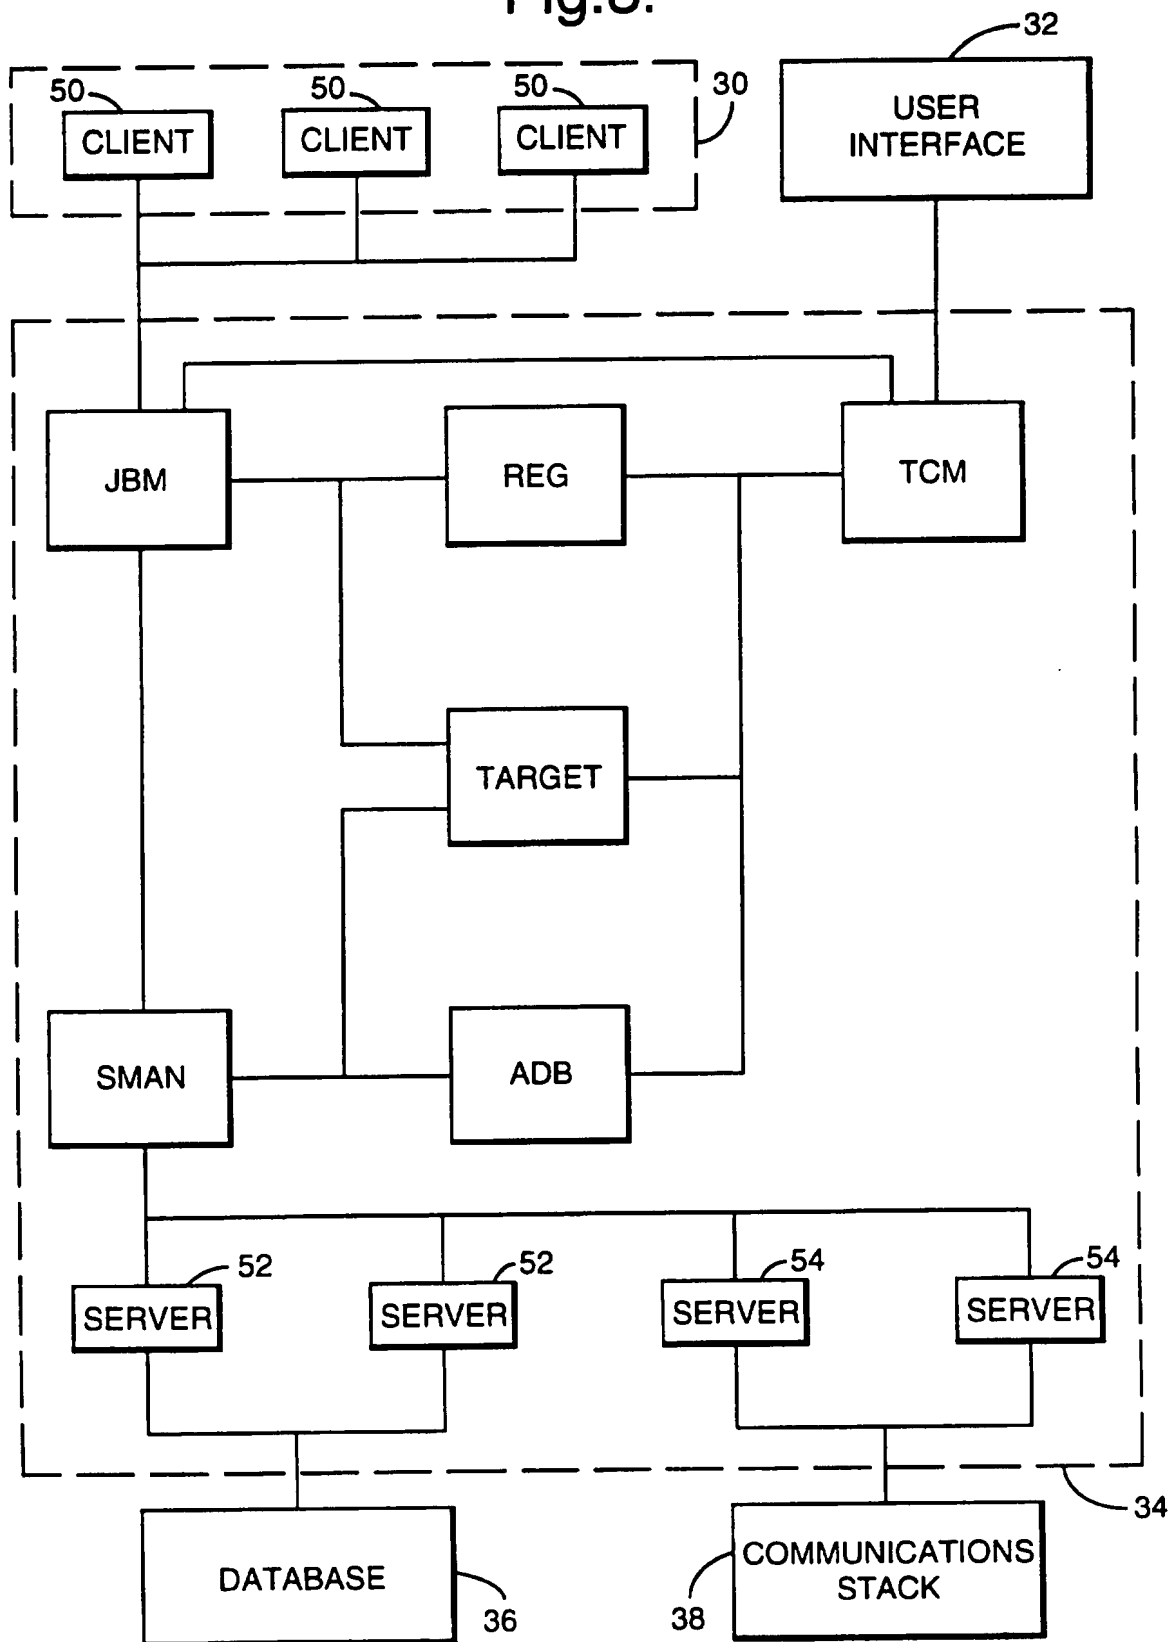 32
50
50
50
30
CLIENT
CLIENT
CLIENT
USER
INTERFACE
JBM
REG
TCM
TARGET
SMAN
ADB
52
52
54
54
SERVER
SERVER
SERVER
SERVER
34
DATABASE
36
COMMUNICATIONS
STACK
38